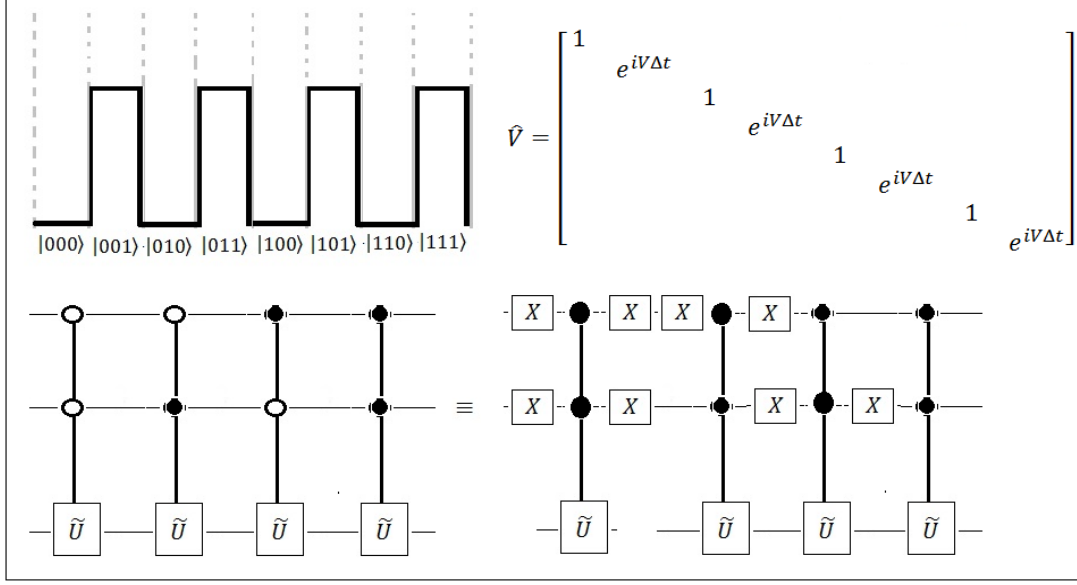 |000⟩ |001⟩ |010⟩ |011⟩ |100⟩ |101⟩ |110⟩ |111⟩
V̂ =
1
e^{iVΔt}
1
e^{iVΔt}
1
e^{iVΔt}
1
e^{iVΔt}
X X X X
≡ X X X X
Ũ Ũ Ũ Ũ Ũ Ũ Ũ Ũ